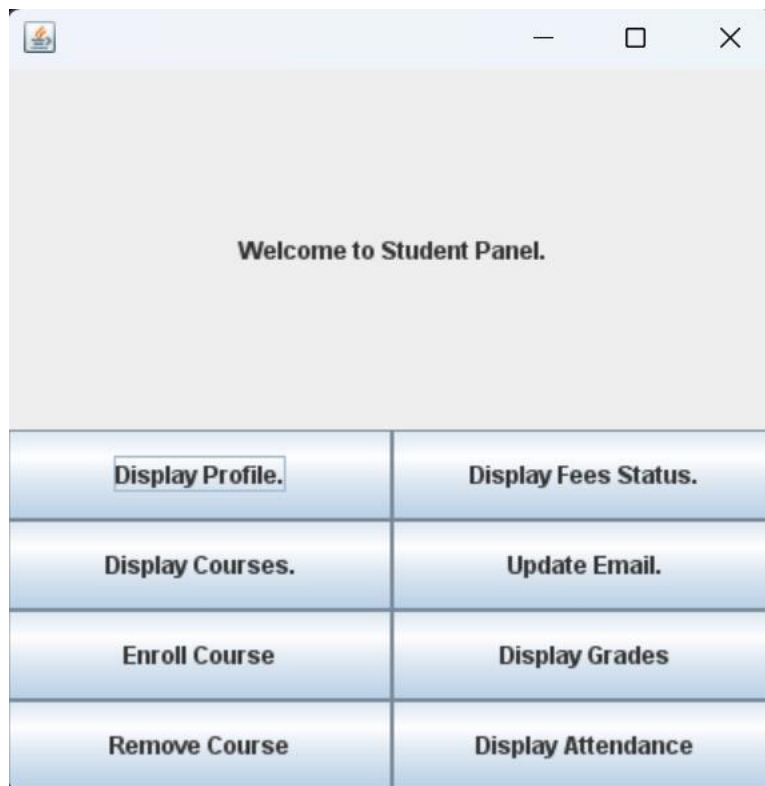 Welcome to Student Panel.
Display Profile.
Display Fees Status.
Display Courses.
Update Email.
Enroll Course
Display Grades
Remove Course
Display Attendance